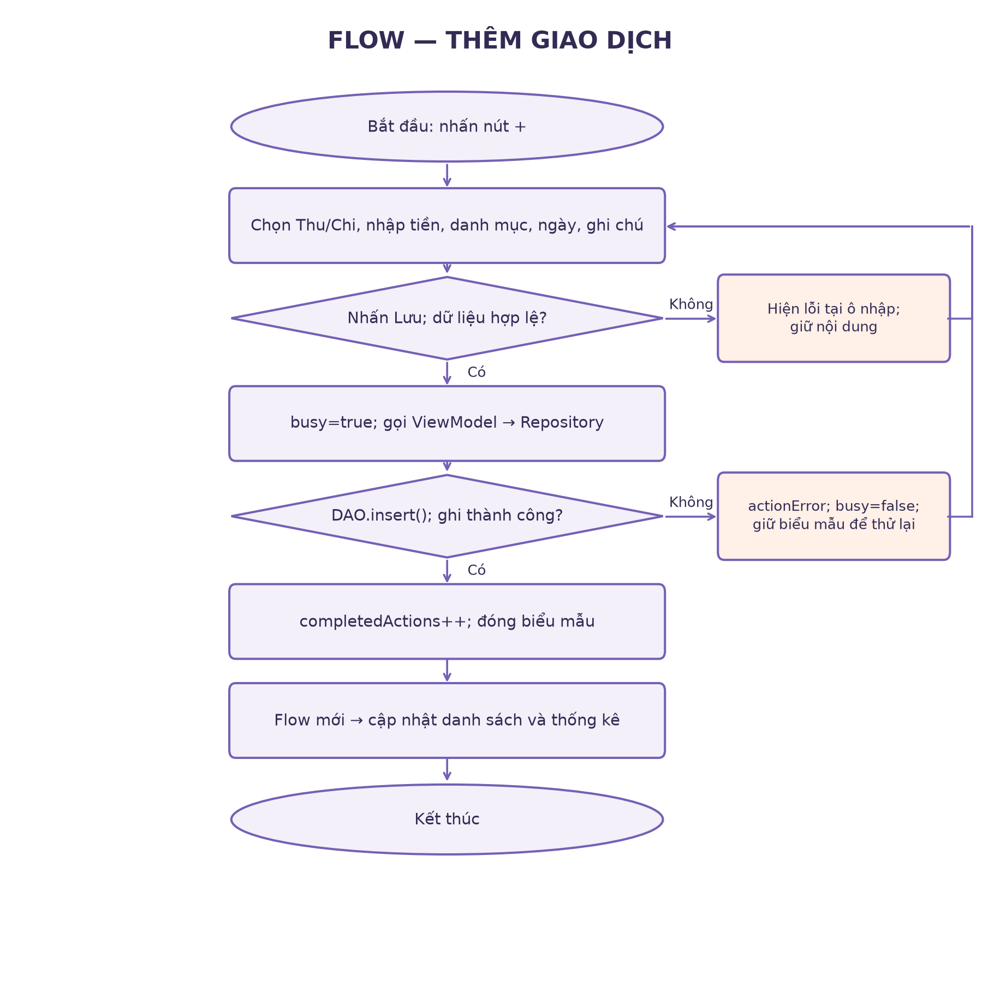 FLOW — THÊM GIAO DỊCH
Bắt đầu: nhấn nút +
Chọn Thu/Chi, nhập tiền, danh mục, ngày, ghi chú
Nhấn Lưu; dữ liệu hợp lệ?
Không
Hiện lỗi tại ô nhập;
giữ nội dung
Có
busy=true; gọi ViewModel → Repository
DAO.insert(); ghi thành công?
Không
actionError; busy=false;
giữ biểu mẫu để thử lại
Có
completedActions++; đóng biểu mẫu
Flow mới → cập nhật danh sách và thống kê
Kết thúc